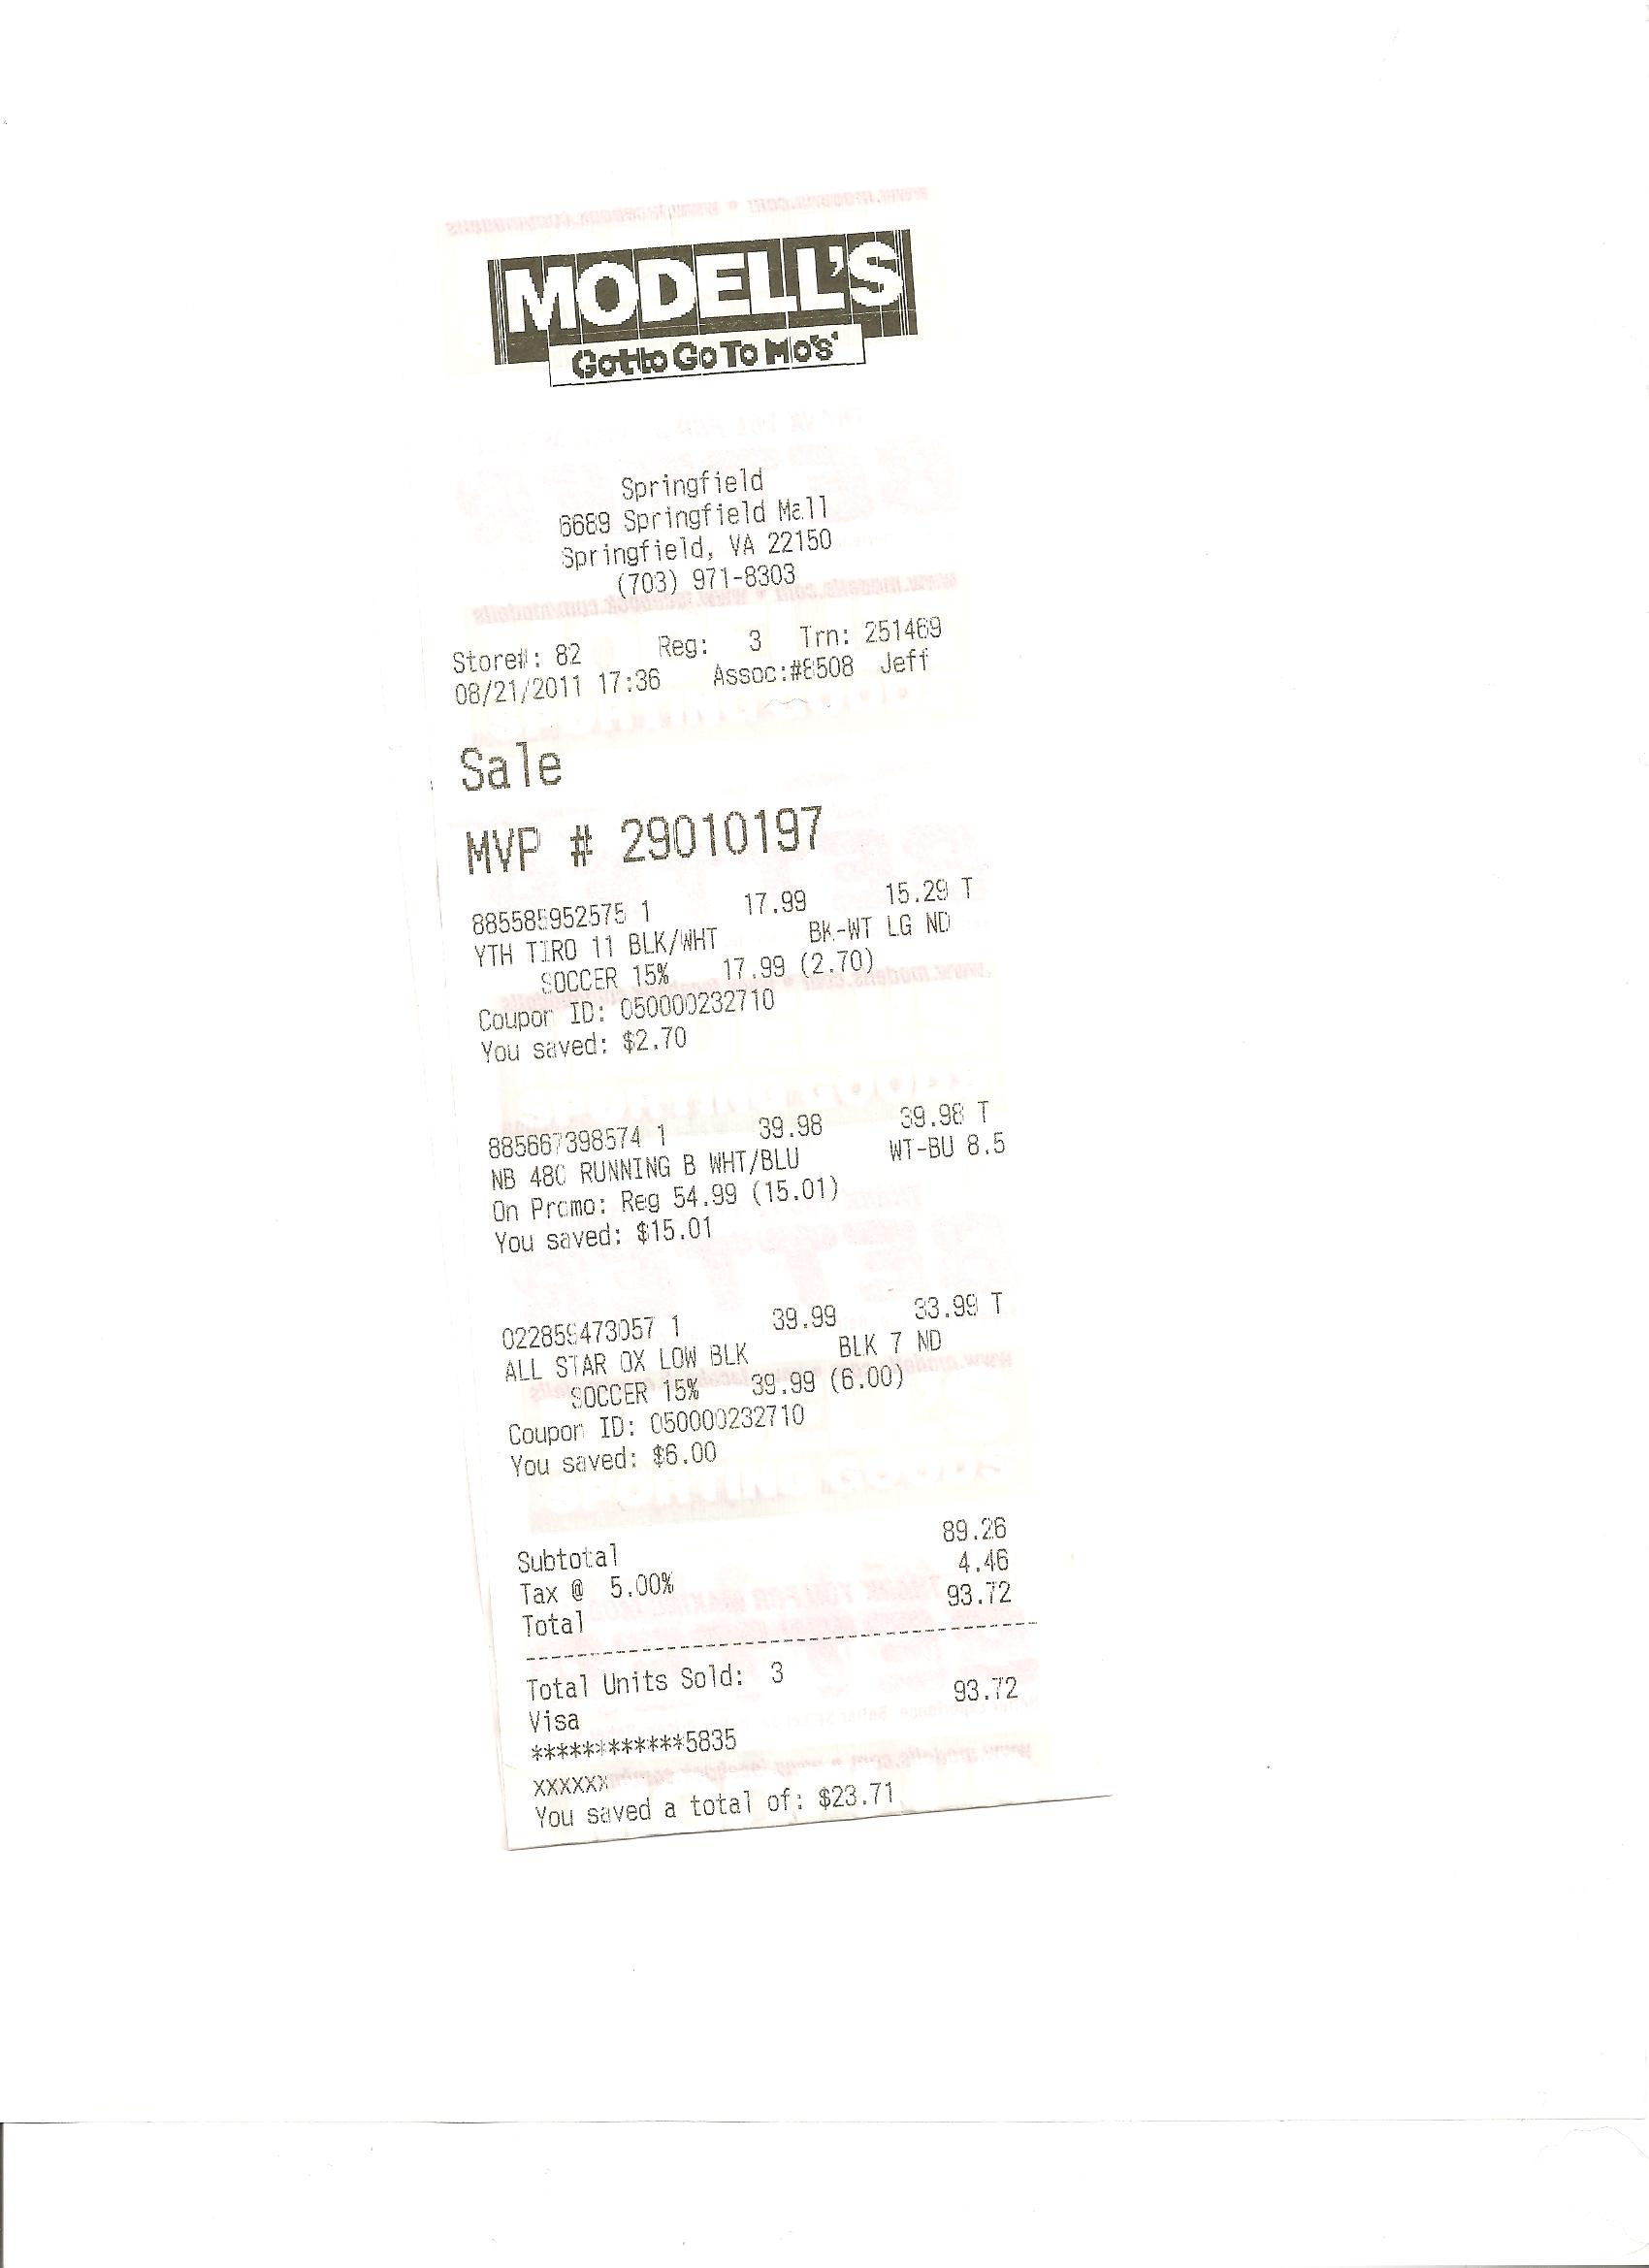 MODELL'S
Gotto Go To Mo's
Springfield
6689 Springfield Mall
Springfield, VA 22150
(703) 971-8303
Store#: 82 Reg: 3 Trn: 251469
08/21/2011 17:36 Assoc:#8508 Jeff
Sale
MVP # 29010197
885585952575 1 17.99 15.29 T
YTH TIRO 11 BLK/WHT BK-WT LG ND
SOCCER 15% 17.99 (2.70)
Coupon ID: 050000232710
You saved: $2.70
885667398574 1 39.98 39.98 T
NB 480 RUNNING B WHT/BLU WT-BU 8.5
On Promo: Reg 54.99 (15.01)
You saved: $15.01
022859473057 1 39.99 33.99 T
ALL STAR OX LOW BLK BLK 7 ND
SOCCER 15% 39.99 (6.00)
Coupon ID: 050000232710
You saved: $6.00
Subtotal 89.26
Tax @ 5.00% 4.46
Total 93.72
Total Units Sold: 3
Visa 93.72
************5835
XXXXXX
You saved a total of: $23.71